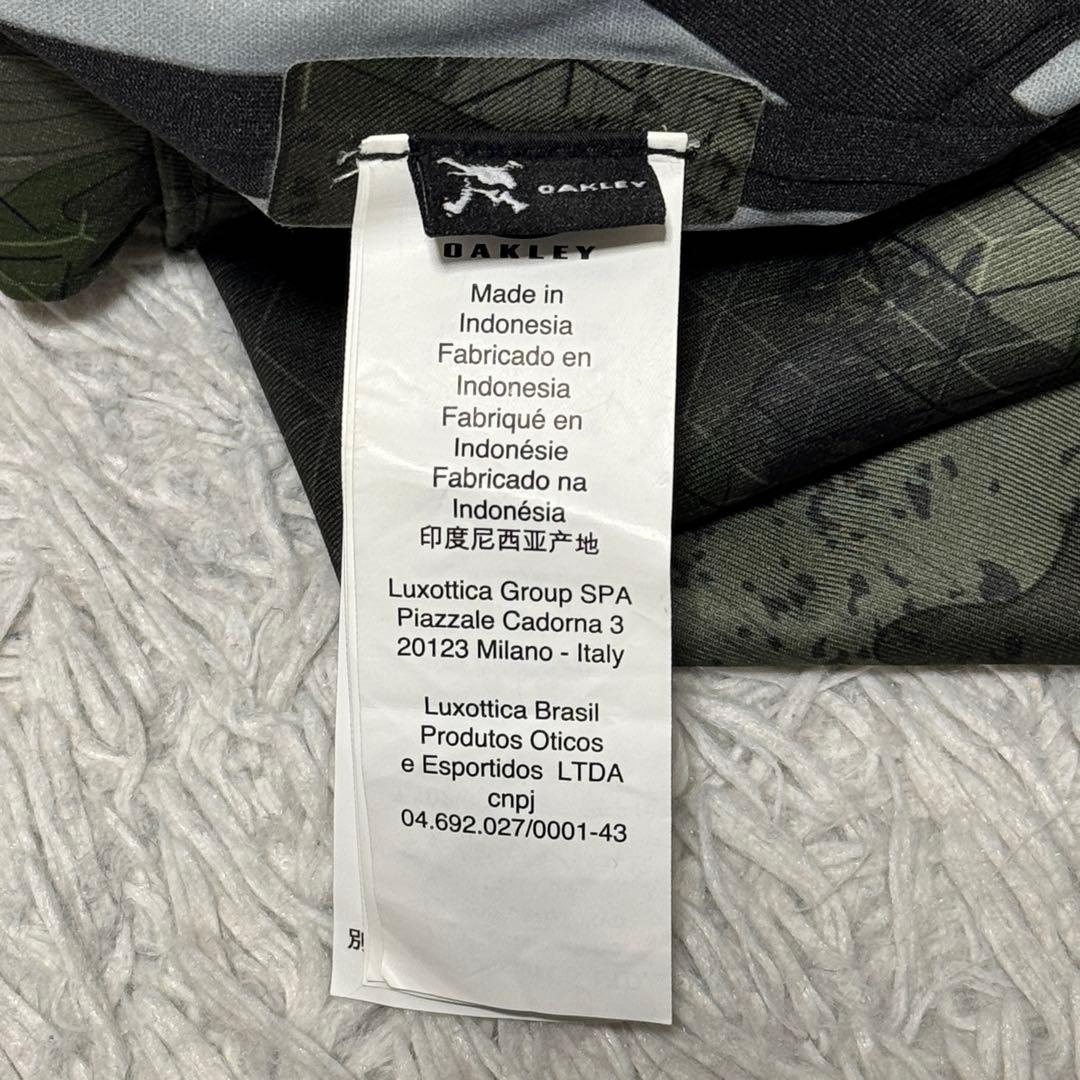 OAKLEY
OAKLEY
Made in
Indonesia
Fabricado en
Indonesia
Fabriqué en
Indonésie
Fabricado na
Indonésia
印度尼西亚产地
Luxottica Group SPA
Piazzale Cadorna 3
20123 Milano - Italy
Luxottica Brasil
Produtos Oticos
e Esportidos LTDA
cnpj
04.692.027/0001-43
別